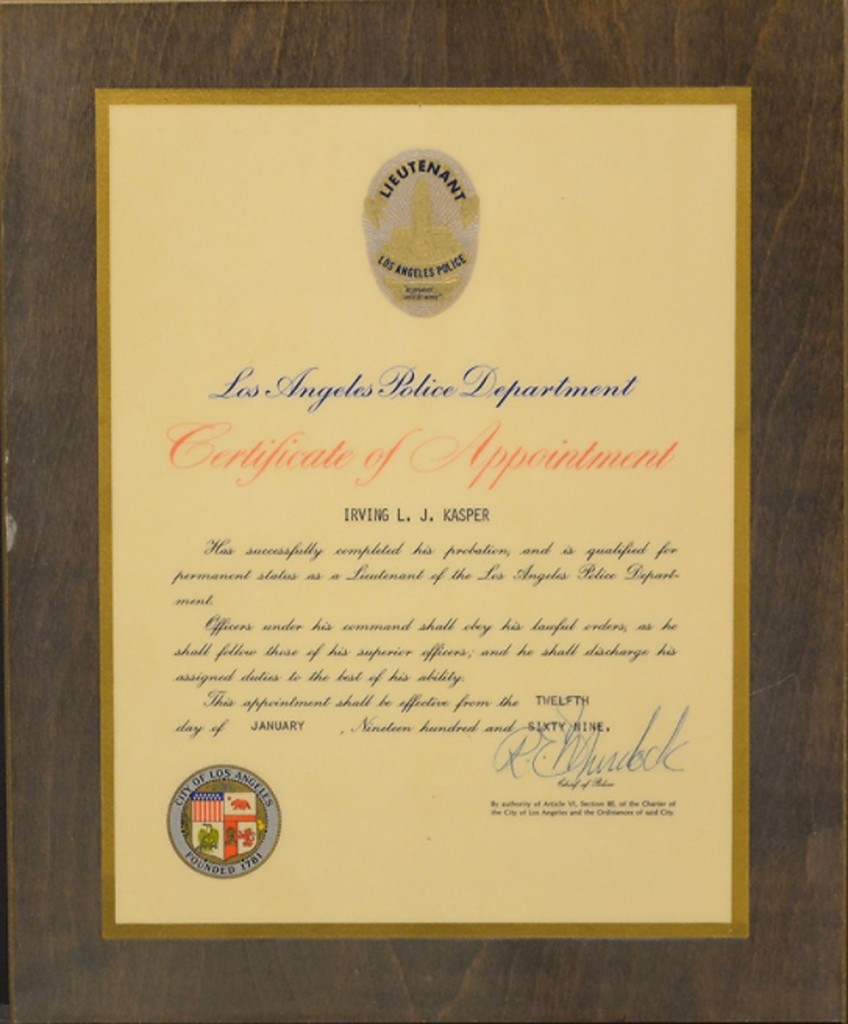 LIEUTENANT
LOS ANGELES POLICE
Los Angeles Police Department
Certificate of Appointment
IRVING L. J. KASPER
Has successfully completed his probation, and is qualified for
permanent status as a Lieutenant of the Los Angeles Police Depart-
ment.
Officers under his command shall obey his lawful orders, as he
shall follow those of his superior officers; and he shall discharge his
assigned duties to the best of his ability.
This appointment shall be effective from the TWELFTH
day of JANUARY , Nineteen hundred and SIXTY NINE.
R. E. Murdock
Chief of Police
By authority of Article VI, Section 80, of the Charter of
the City of Los Angeles and the Ordinances of said City.
CITY OF LOS ANGELES
FOUNDED 1781